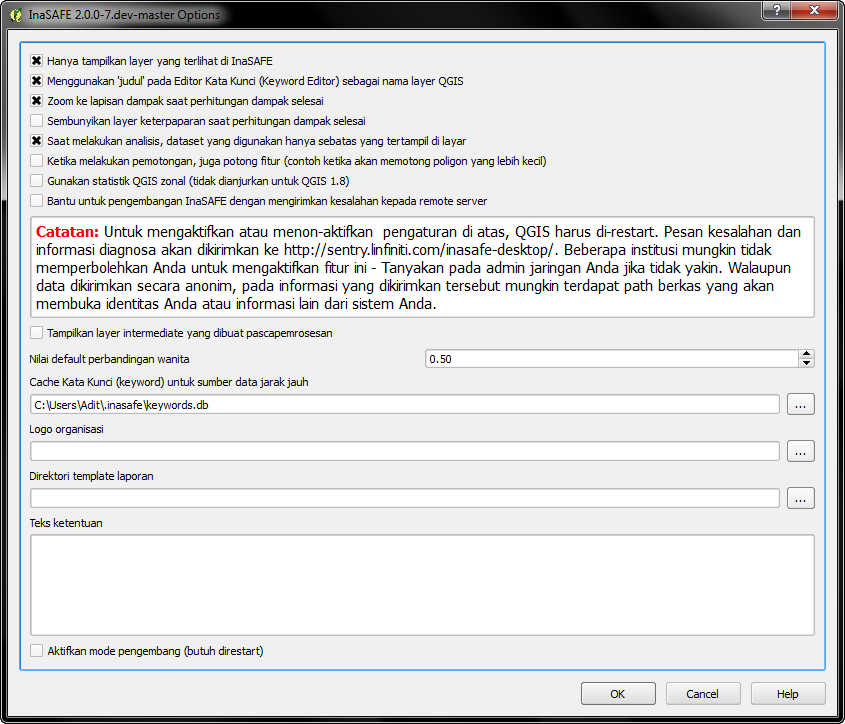 InaSAFE 2.0.0-7.dev-master Options
Hanya tampilkan layer yang terlihat di InaSAFE
Menggunakan 'judul' pada Editor Kata Kunci (Keyword Editor) sebagai nama layer QGIS
Zoom ke lapisan dampak saat perhitungan dampak selesai
Sembunyikan layer keterpaparan saat perhitungan dampak selesai
Saat melakukan analisis, dataset yang digunakan hanya sebatas yang tertampil di layar
Ketika melakukan pemotongan, juga potong fitur (contoh ketika akan memotong poligon yang lebih kecil)
Gunakan statistik QGIS zonal (tidak dianjurkan untuk QGIS 1.8)
Bantu untuk pengembangan InaSAFE dengan mengirimkan kesalahan kepada remote server
Catatan: Untuk mengaktifkan atau menon-aktifkan  pengaturan di atas, QGIS harus di-restart. Pesan kesalahan dan
informasi diagnosa akan dikirimkan ke http://sentry.linfiniti.com/inasafe-desktop/. Beberapa institusi mungkin tidak
memperbolehkan Anda untuk mengaktifkan fitur ini - Tanyakan pada admin jaringan Anda jika tidak yakin. Walaupun
data dikirimkan secara anonim, pada informasi yang dikirimkan tersebut mungkin terdapat path berkas yang akan
membuka identitas Anda atau informasi lain dari sistem Anda.
Tampilkan layer intermediate yang dibuat pascapemrosesan
Nilai default perbandingan wanita
0.50
Cache Kata Kunci (keyword) untuk sumber data jarak jauh
C:\Users\Adit\.inasafe\keywords.db
...
Logo organisasi
...
Direktori template laporan
...
Teks ketentuan
Aktifkan mode pengembang (butuh direstart)
OK
Cancel
Help